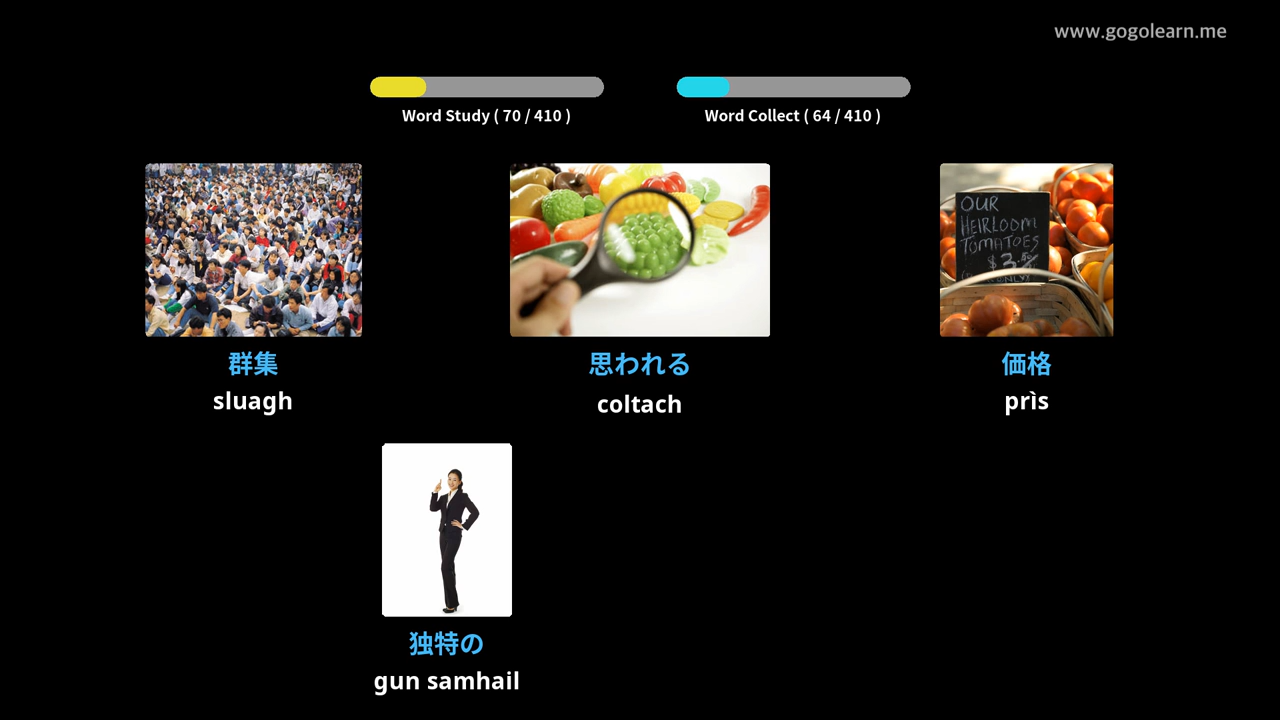 www.gogolearn.me
Word Study ( 70 / 410 )
Word Collect ( 64 / 410 )
OUR
HEIRLOOM
TOMATOES
群集
思われる
価格
sluagh
coltach
prìs
独特の
gun samhail